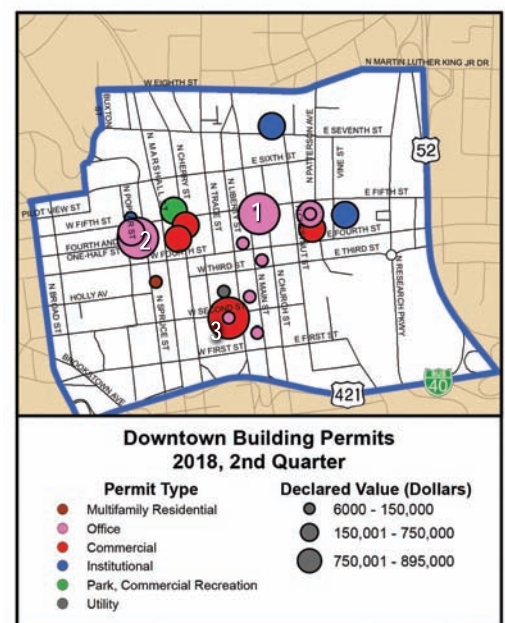 N MARTIN LUTHER KING JR DR
W EIGHTH ST
BUXTON ST
N MARSHALL
N CHERRY ST
N PATTERSON AVE
E SEVENTH ST
VINE ST
52
E SIXTH ST
N TRADE ST
N LIBERTY ST
E FIFTH ST
PILOT VIEW ST
W FIFTH ST
1
2
E FOURTH ST
FOURTH AND
ONE-HALF ST
W FOURTH ST
E THIRD ST
W THIRD ST
N BROAD ST
HOLLY AV
N SPRUCE ST
N MAIN ST
N CHURCH ST
N RESEARCH PKWY
W SECOND ST
3
W FIRST ST
E FIRST ST
BROOKSTOWN AVE
421
BUS
40
Downtown Building Permits
2018, 2nd Quarter
Permit Type
Multifamily Residential
Office
Commercial
Institutional
Park, Commercial Recreation
Utility
Declared Value (Dollars)
6000 - 150,000
150,001 - 750,000
750,001 - 895,000